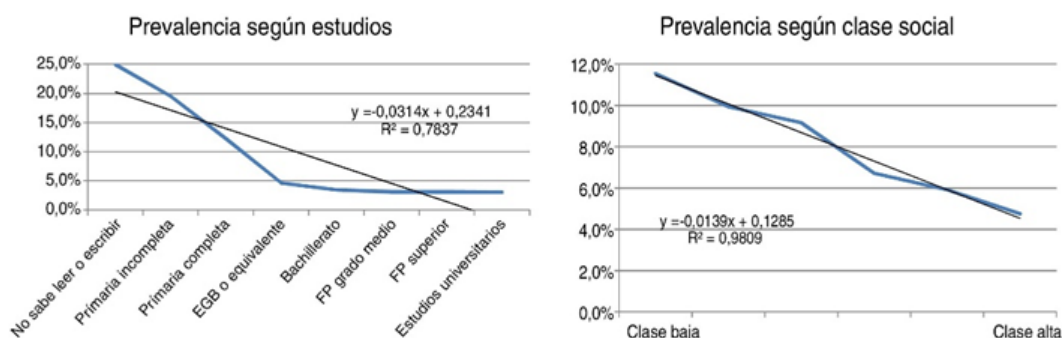 Prevalencia según estudios
25,0%
20,0%
15,0%
10,0%
5,0%
0,0%
y =-0,0314x + 0,2341
R² = 0,7837
No sabe leer o escribir
Primaria incompleta
Primaria completa
EGB o equivalente
Bachillerato
FP grado medio
FP superior
Estudios universitarios
Prevalencia según clase social
12,0%
10,0%
8,0%
6,0%
4,0%
2,0%
0,0%
y =-0,0139x + 0,1285
R² = 0,9809
Clase baja
Clase alta